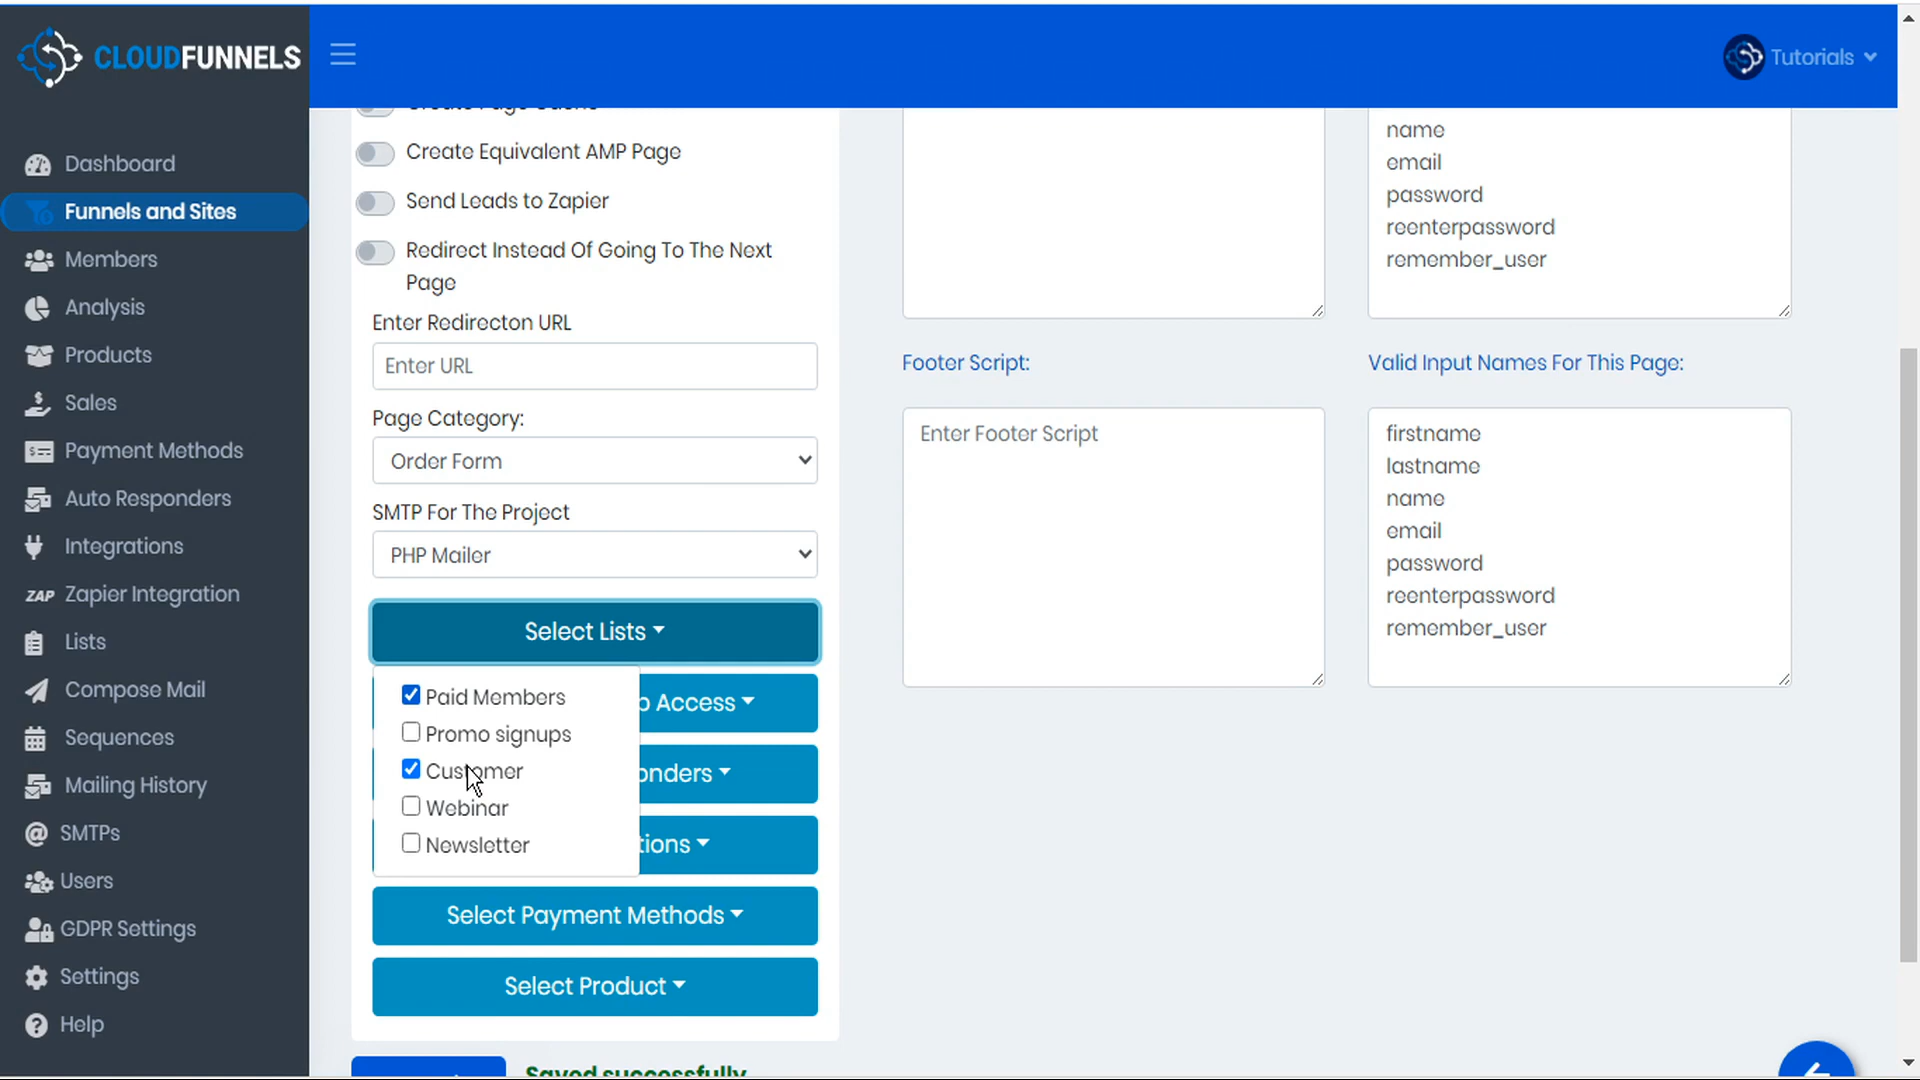 CLOUDFUNNELS
Tutorials
Dashboard
Funnels and Sites
Members
Analysis
Products
Sales
Payment Methods
Auto Responders
Integrations
ZAP Zapier Integration
Lists
Compose Mail
Sequences
Mailing History
SMTPs
Users
GDPR Settings
Settings
Help
Create Page Cache
Create Equivalent AMP Page
Send Leads to Zapier
Redirect Instead Of Going To The Next
Page
Enter Redirecton URL
Enter URL
Page Category:
Order Form
SMTP For The Project
PHP Mailer
Select Lists
Paid Members
Promo signups
Customer
Webinar
Newsletter
Access
Select Payment Methods
Select Product
Saved successfully
Footer Script:
Enter Footer Script
name
email
password
reenterpassword
remember_user
Valid Input Names For This Page:
firstname
lastname
name
email
password
reenterpassword
remember_user